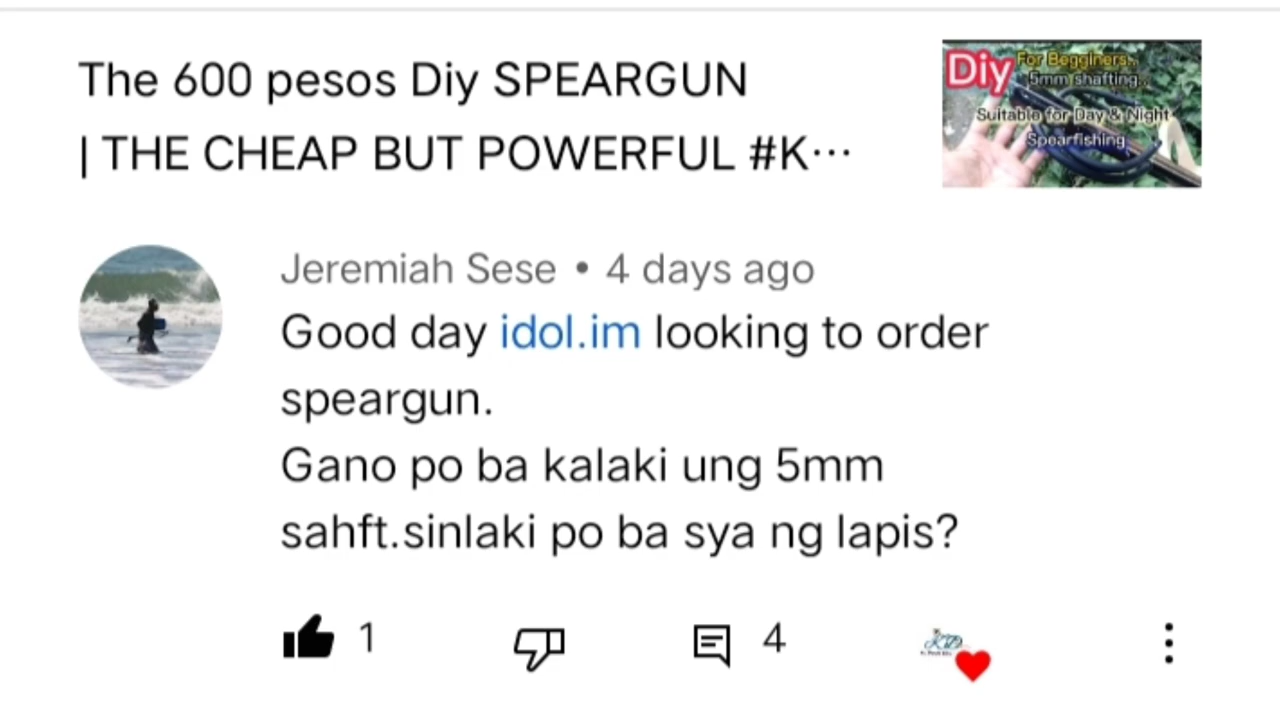 The 600 pesos Diy SPEARGUN
| THE CHEAP BUT POWERFUL #K···
Diy
For Begginers..
5mm shafting..
Suitable for Day & Night
Spearfishing
Jeremiah Sese • 4 days ago
Good day idol.im looking to order
speargun.
Gano po ba kalaki ung 5mm
sahft.sinlaki po ba sya ng lapis?
1
4